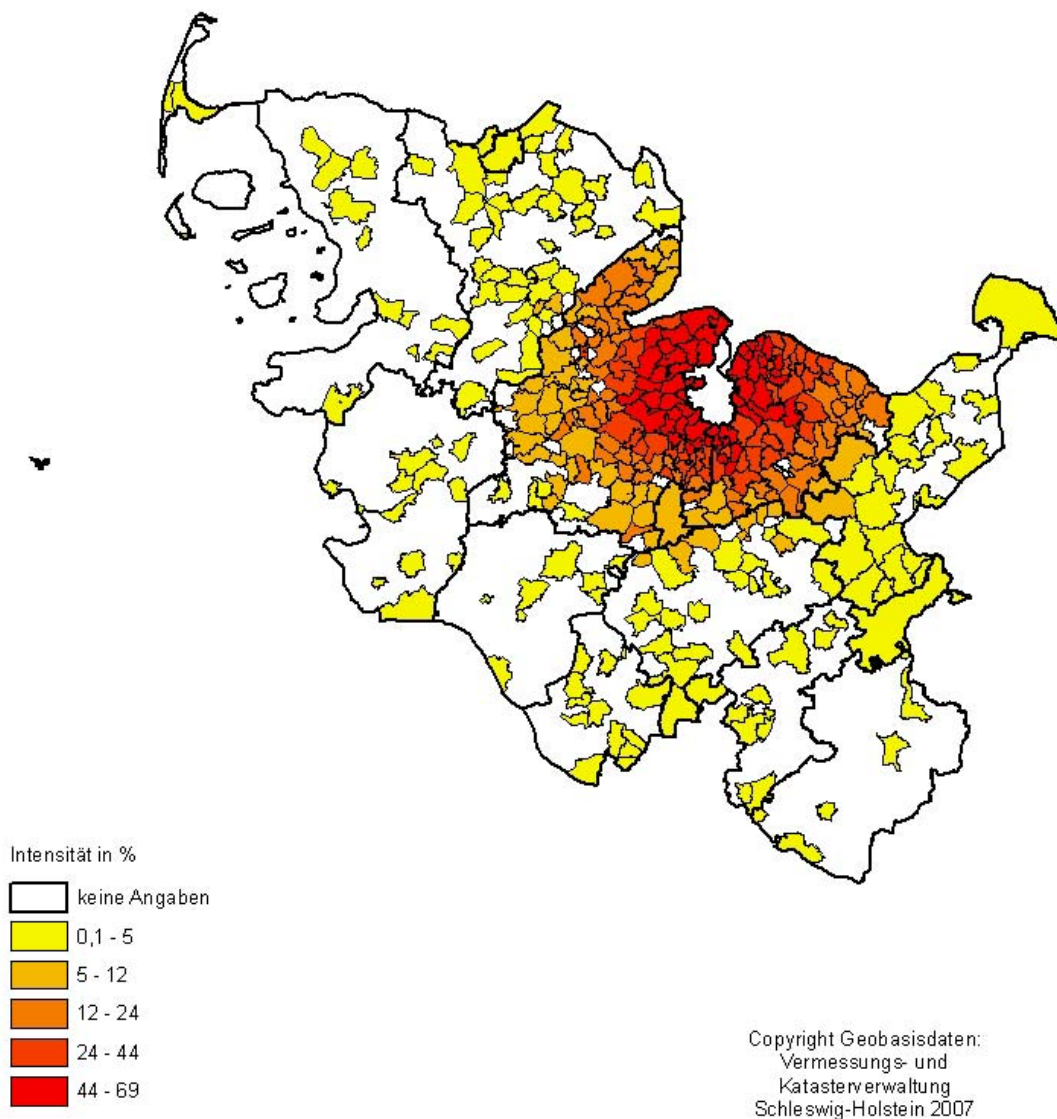 Intensität in %
keine Angaben
0,1 - 5
5 - 12
12 - 24
24 - 44
44 - 69
Copyright Geobasisdaten:
Vermessungs- und
Katasterverwaltung
Schleswig-Holstein 2007